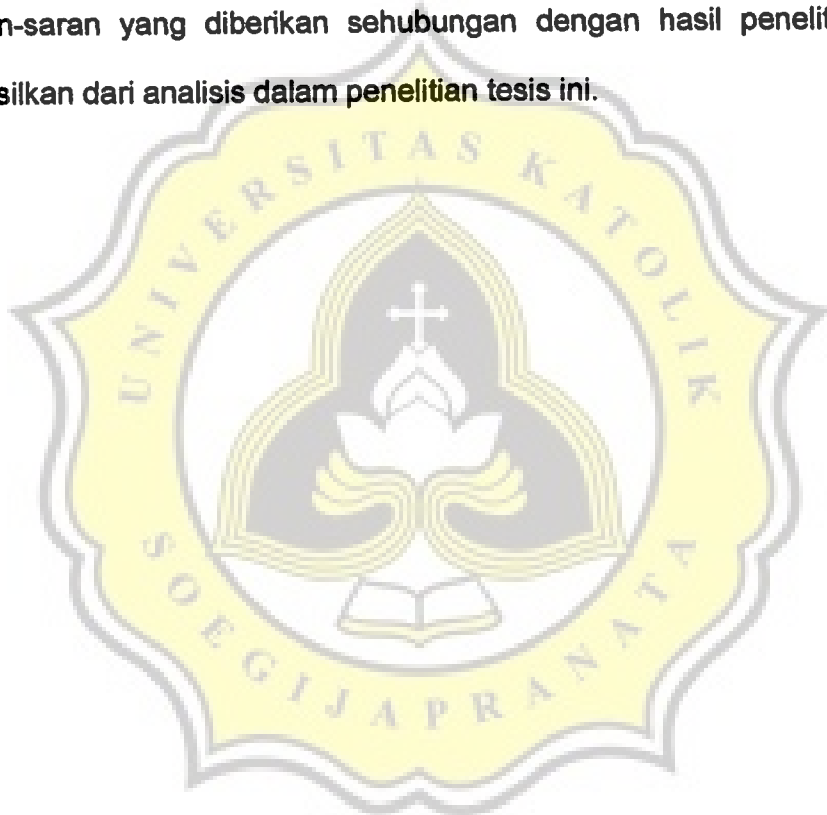 n-saran yang diberikan sehubungan dengan hasil penelit
silkan dari analisis dalam penelitian tesis ini.
UNIVERSITAS KATOLIK
SOEGIJAPRANATA